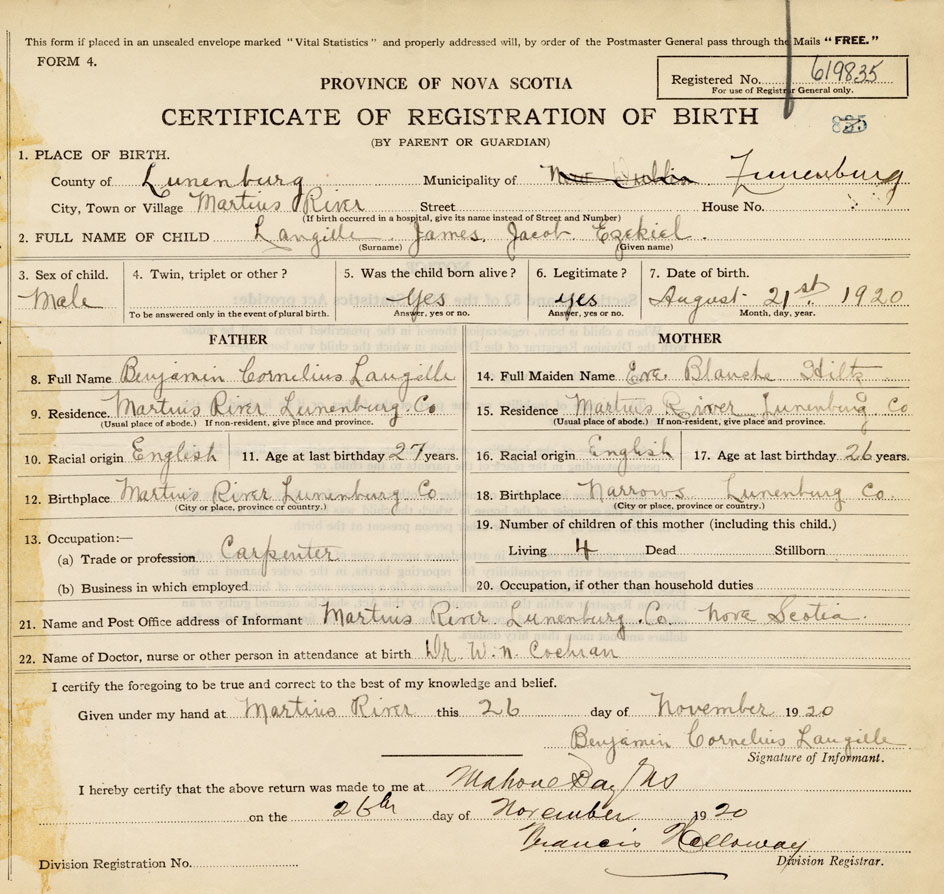 This form if placed in an unsealed envelope marked "Vital Statistics" and properly addressed will, by order of the Postmaster General pass through the Mails "FREE."
FORM 4.
Registered No. 619835
For use of Registrar General only.
PROVINCE OF NOVA SCOTIA
CERTIFICATE OF REGISTRATION OF BIRTH
(BY PARENT OR GUARDIAN)
1. PLACE OF BIRTH.
County of Lunenburg Municipality of Lunenburg
City, Town or Village Martins River Street House No.
(If birth occurred in a hospital, give its name instead of Street and Number)
2. FULL NAME OF CHILD Langille James Jacob Ezekiel.
(Surname) (Given name)
3. Sex of child. 4. Twin, triplet or other? 5. Was the child born alive? 6. Legitimate? 7. Date of birth.
Male Yes yes August 21st 1920
To be answered only in the event of plural birth. Answer, yes or no. Answer, yes or no. Month, day, year.
FATHER
8. Full Name Benjamin Cornelius Langille
9. Residence. Martins River Lunenburg. Co
(Usual place of abode.) If non-resident, give place and province.
10. Racial origin English 11. Age at last birthday 27 years.
12. Birthplace Martins River Lunenburg Co
(City or place, province or country.)
13. Occupation:—
(a) Trade or profession Carpenter
(b) Business in which employed
MOTHER
14. Full Maiden Name Eva Blanche Hiltz
15. Residence Martins River Lunenburg Co
(Usual place of abode.) If non-resident, give place and province.
16. Racial origin English 17. Age at last birthday 26 years.
18. Birthplace Narrows Lunenburg Co.
(City or place, province or country.)
19. Number of children of this mother (including this child.)
Living 4 Dead Stillborn
20. Occupation, if other than household duties
21. Name and Post Office address of Informant Martins River Lunenburg. Co. Nova Scotia.
22. Name of Doctor, nurse or other person in attendance at birth Dr. W. N. Cochran
I certify the foregoing to be true and correct to the best of my knowledge and belief.
Given under my hand at Martins River this 26 day of November 1920
Benjamin Cornelius Langille
Signature of Informant.
I hereby certify that the above return was made to me at Mahone Bay NS
on the 26th day of November 1920
Francis Holloway
Division Registrar.
Division Registration No.